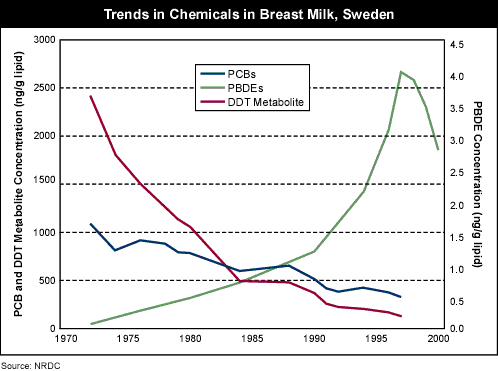 Trends in Chemicals in Breast Milk, Sweden
PCB and DDT Metabolite Concentration (ng/g lipid)
3000
2500
2000
1500
1000
500
0
PCBs
PBDEs
DDT Metabolite
4.5
4.0
3.5
3.0
2.5
2.0
1.5
1.0
0.5
0.0
PBDE Concentration (ng/g lipid)
1970 1975 1980 1985 1990 1995 2000
Source: NRDC